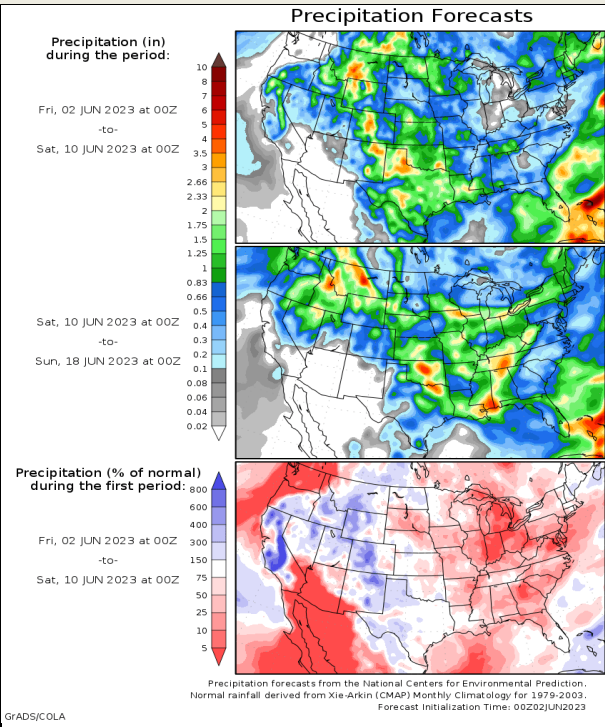 Precipitation Forecasts
Precipitation (in)
during the period:
Fri, 02 JUN 2023 at 00Z
-to-
Sat, 10 JUN 2023 at 00Z
10
8
7
6
5
4
3.5
3
2.66
2.33
2
1.75
1.5
1.25
1
0.83
0.66
0.5
0.4
0.3
0.2
0.1
0.08
0.06
0.04
0.02
Sat, 10 JUN 2023 at 00Z
-to-
Sun, 18 JUN 2023 at 00Z
Precipitation (% of normal)
during the first period:
Fri, 02 JUN 2023 at 00Z
-to-
Sat, 10 JUN 2023 at 00Z
800
600
400
300
150
75
50
25
10
5
Precipitation forecasts from the National Centers for Environmental Prediction.
Normal rainfall derived from Xie-Arkin (CMAP) Monthly Climatology for 1979-2003.
Forecast Initialization Time: 00Z02JUN2023
GrADS/COLA